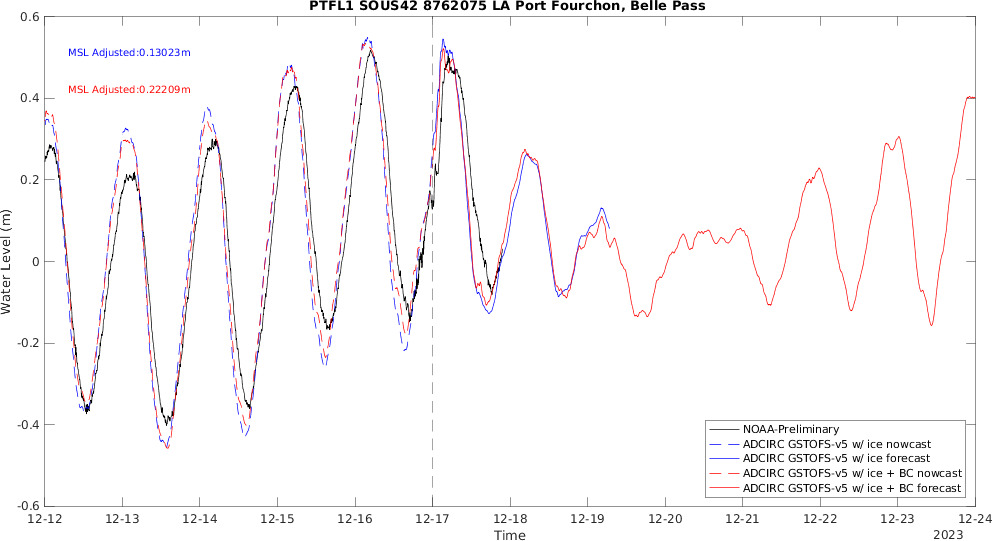 PTFL1 SOUS42 8762075 LA Port Fourchon, Belle Pass
MSL Adjusted:0.13023m
MSL Adjusted:0.22209m
Water Level (m)
0.6
0.4
0.2
0
-0.2
-0.4
-0.6
NOAA-Preliminary
ADCIRC GSTOFS-v5 w/ ice nowcast
ADCIRC GSTOFS-v5 w/ ice forecast
ADCIRC GSTOFS-v5 w/ ice + BC nowcast
ADCIRC GSTOFS-v5 w/ ice + BC forecast
12-12 12-13 12-14 12-15 12-16 12-17 12-18 12-19 12-20 12-21 12-22 12-23 12-24
Time
2023